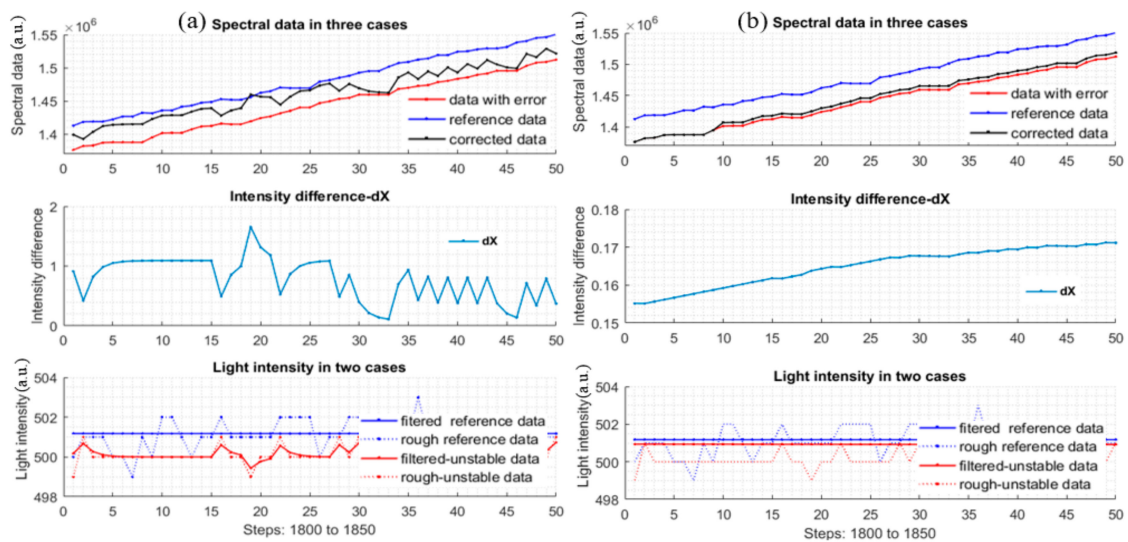 (a)
×10⁶ Spectral data in three cases
Spectral data (a.u.)
1.55
1.5
1.45
1.4
data with error
reference data
corrected data
0 5 10 15 20 25 30 35 40 45 50
Intensity difference-dX
Intensity difference
2
1
0
dX
0 5 10 15 20 25 30 35 40 45 50
Light intensity in two cases
Light intensity(a.u.)
504
502
500
498
fitered reference data
rough reference data
filtered-unstable data
rough-unstable data
0 5 10 15 20 25 30 35 40 45 50
Steps: 1800 to 1850
(b)
×10⁶ Spectral data in three cases
Spectral data (a.u.)
1.55
1.5
1.45
1.4
data with error
reference data
corrected data
0 5 10 15 20 25 30 35 40 45 50
Intensity difference-dX
Intensity difference
0.18
0.17
0.16
0.15
dX
0 5 10 15 20 25 30 35 40 45 50
Light intensity in two cases
Light intensity(a.u.)
504
502
500
498
fitered reference data
rough reference data
filtered-unstable data
rough-unstable data
0 5 10 15 20 25 30 35 40 45 50
Steps: 1800 to 1850